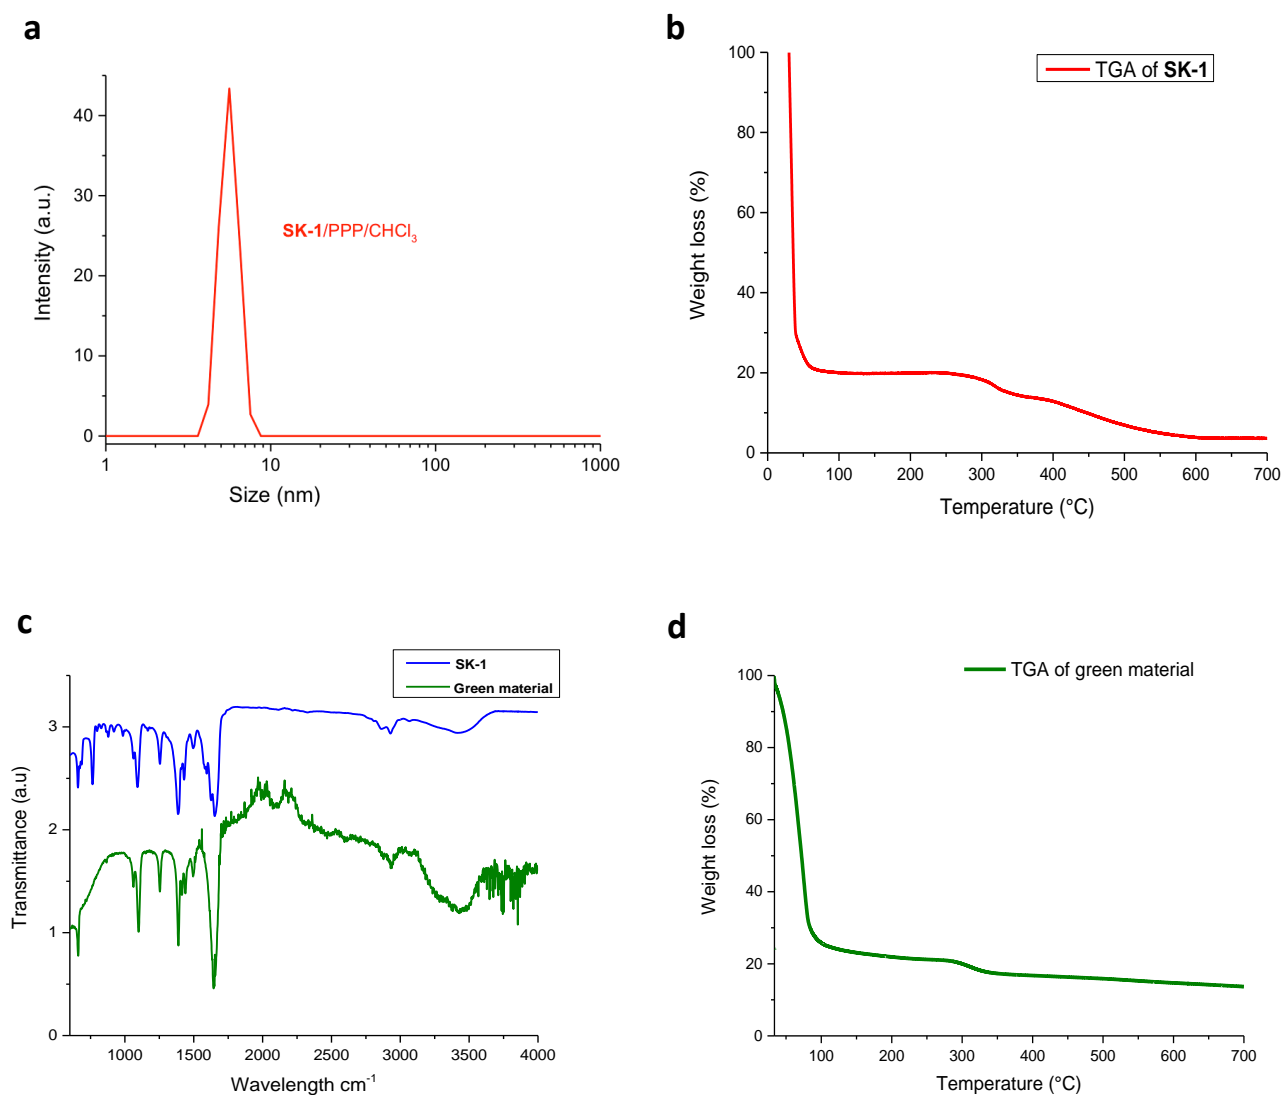 a
40
30
20
10
0
Intensity (a.u.)
SK-1/PPP/CHCl₃
1
10
100
1000
Size (nm)
b
100
80
60
40
20
0
Weight loss (%)
TGA of SK-1
0
100
200
300
400
500
600
700
Temperature (°C)
c
SK-1
Green material
3
2
1
0
Transmittance (a.u)
1000
1500
2000
2500
3000
3500
4000
Wavelength cm⁻¹
d
TGA of green material
100
80
60
40
20
0
Weight loss (%)
100
200
300
400
500
600
700
Temperature (°C)